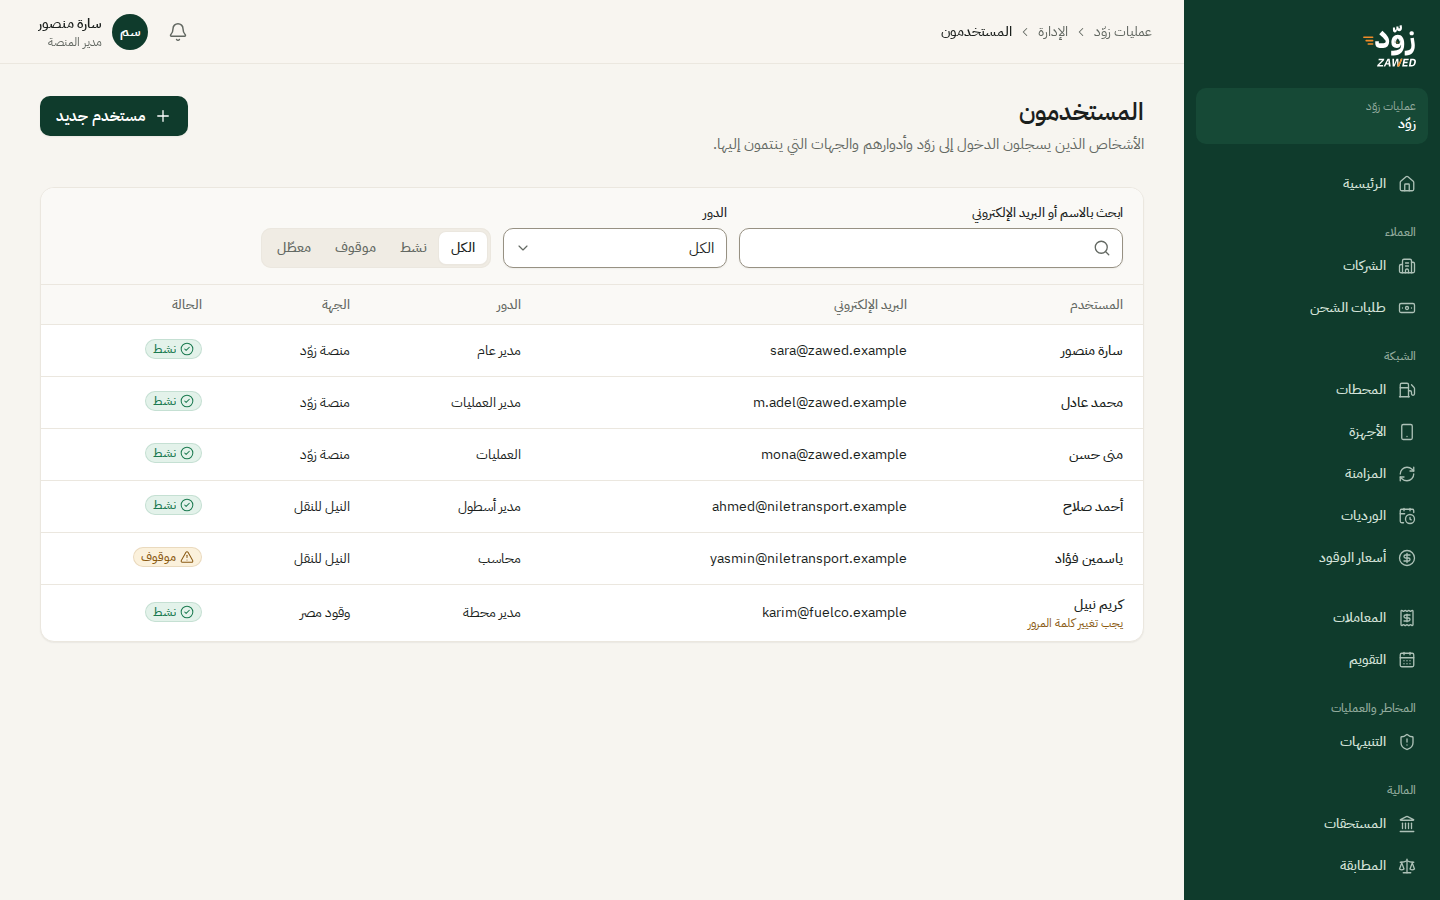 زوّد
ZAWED
عمليات زوّد
زوّد
الرئيسية
العملاء
الشركات
طلبات الشحن
الشبكة
المحطات
الأجهزة
المزامنة
الورديات
أسعار الوقود
المعاملات
التقويم
المخاطر والعمليات
التنبيهات
المالية
المستحقات
المطابقة
عمليات زوّد
الإدارة
المستخدمون
سم
سارة منصور
مدير المنصة
المستخدمون
الأشخاص الذين يسجلون الدخول إلى زوّد وأدوارهم والجهات التي ينتمون إليها.
مستخدم جديد
ابحث بالاسم أو البريد الإلكتروني
الدور
الكل
الكل نشط موقوف معطّل
المستخدم البريد الإلكتروني الدور الجهة الحالة
سارة منصور sara@zawed.example مدير عام منصة زوّد نشط
محمد عادل m.adel@zawed.example مدير العمليات منصة زوّد نشط
منى حسن mona@zawed.example العمليات منصة زوّد نشط
أحمد صلاح ahmed@niletransport.example مدير أسطول النيل للنقل نشط
ياسمين فؤاد yasmin@niletransport.example محاسب النيل للنقل موقوف
كريم نبيل karim@fuelco.example مدير محطة وقود مصر نشط
يجب تغيير كلمة المرور